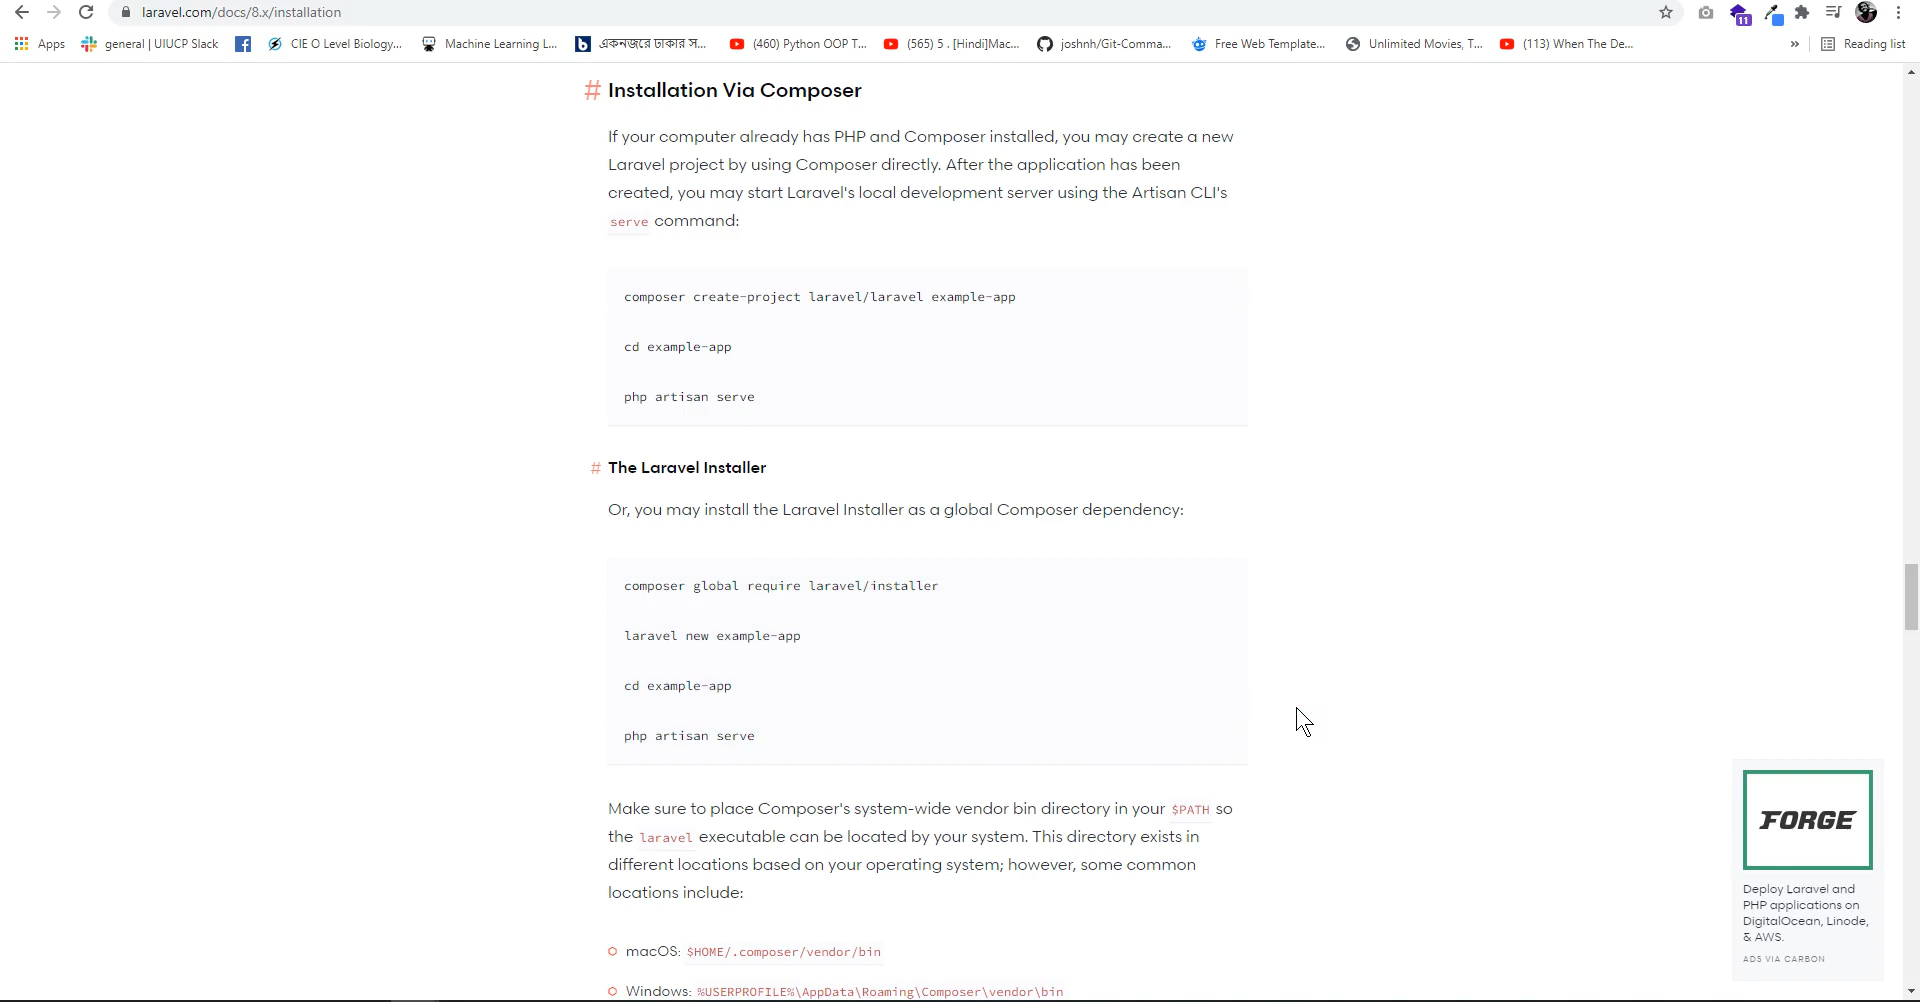 laravel.com/docs/8.x/installation
11
Apps general | UIUCP Slack CIE O Level Biology... Machine Learning L... একনজরে ঢাকার স... (460) Python OOP T... (565) 5 . [Hindi]Mac... joshnh/Git-Comma... Free Web Template... Unlimited Movies, T... (113) When The De... » Reading list
# Installation Via Composer
If your computer already has PHP and Composer installed, you may create a new
Laravel project by using Composer directly. After the application has been
created, you may start Laravel's local development server using the Artisan CLI's
serve command:
composer create-project laravel/laravel example-app
cd example-app
php artisan serve
# The Laravel Installer
Or, you may install the Laravel Installer as a global Composer dependency:
composer global require laravel/installer
laravel new example-app
cd example-app
php artisan serve
Make sure to place Composer's system-wide vendor bin directory in your $PATH so
the laravel executable can be located by your system. This directory exists in
different locations based on your operating system; however, some common
locations include:
macOS: $HOME/.composer/vendor/bin
Windows: %USERPROFILE%\AppData\Roaming\Composer\vendor\bin
FORGE
Deploy Laravel and
PHP applications on
DigitalOcean, Linode,
& AWS.
ADS VIA CARBON